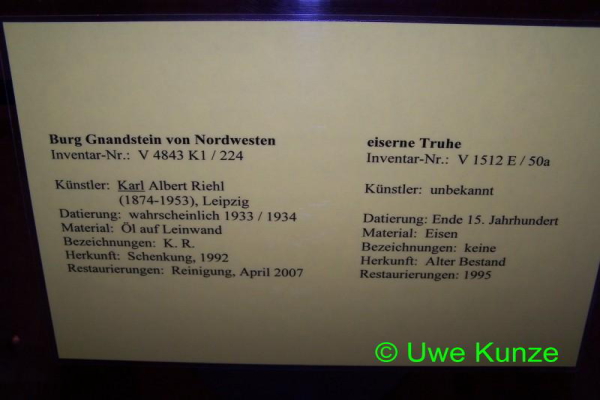 Burg Gnandstein von Nordwesten
Inventar-Nr.: V 4843 K1 / 224
Künstler: Karl Albert Riehl
(1874-1953), Leipzig
Datierung: wahrscheinlich 1933 / 1934
Material: Öl auf Leinwand
Bezeichnungen: K. R.
Herkunft: Schenkung, 1992
Restaurierungen: Reinigung, April 2007
eiserne Truhe
Inventar-Nr.: V 1512 E / 50a
Künstler: unbekannt
Datierung: Ende 15. Jahrhundert
Material: Eisen
Bezeichnungen: keine
Herkunft: Alter Bestand
Restaurierungen: 1995
© Uwe Kunze